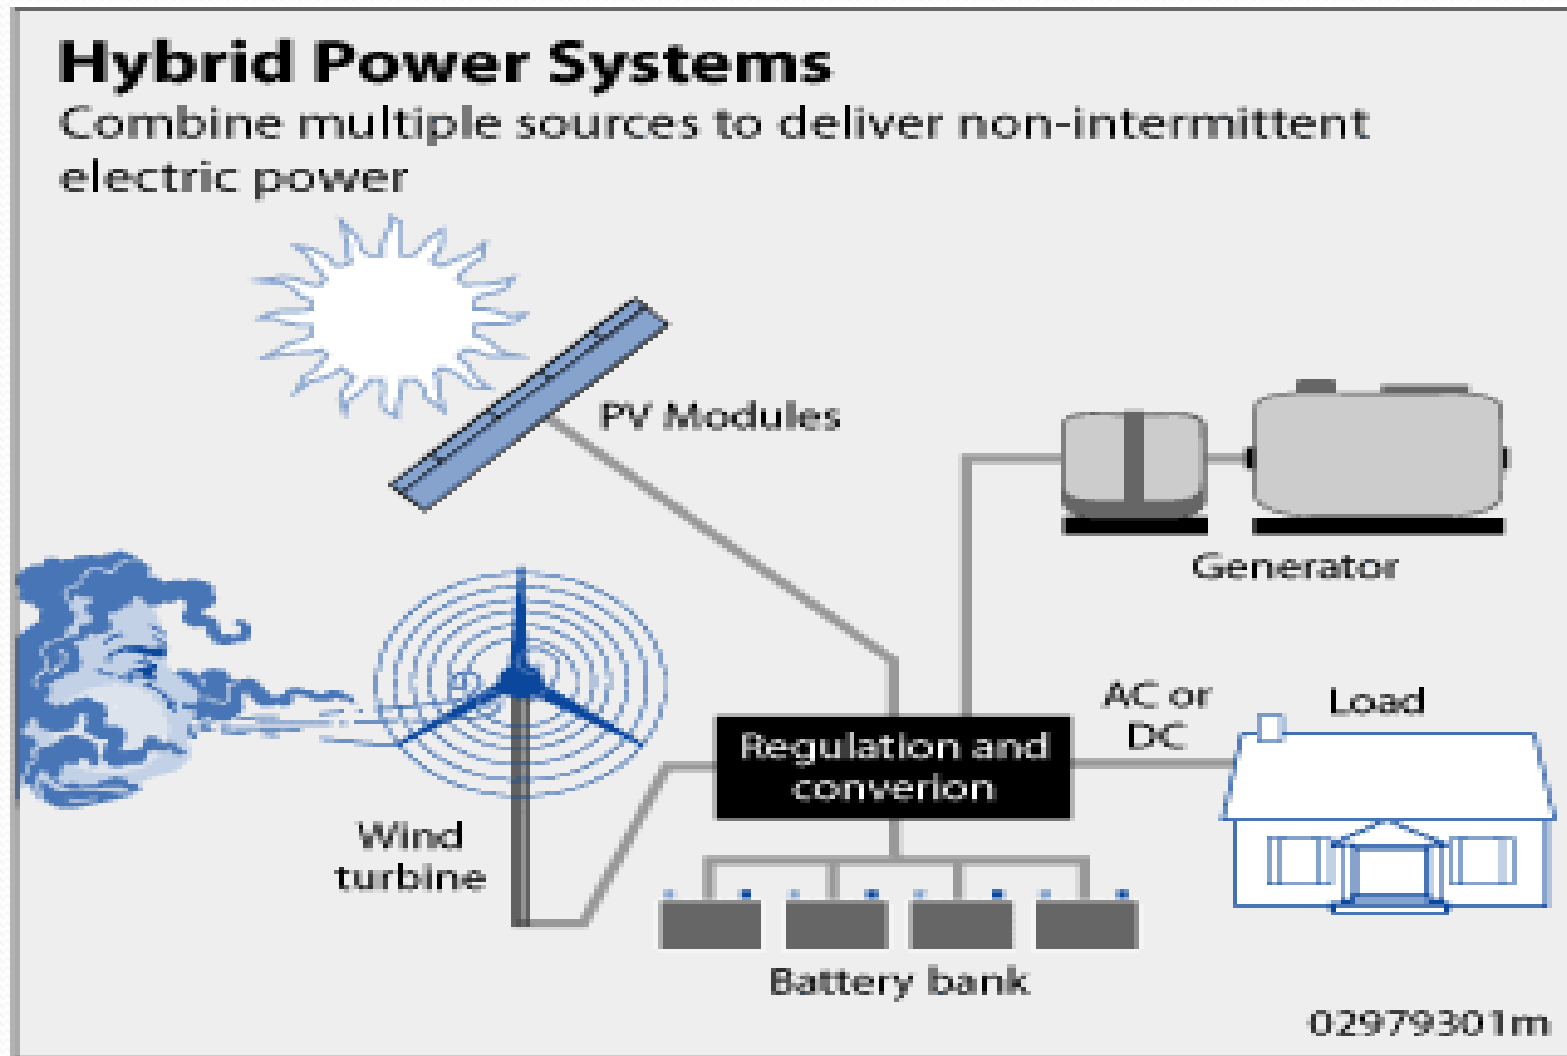 Hybrid Power Systems
Combine multiple sources to deliver non-intermittent
electric power
PV Modules
Generator
AC or
DC
Load
Regulation and
converion
Wind
turbine
Battery bank
02979301m